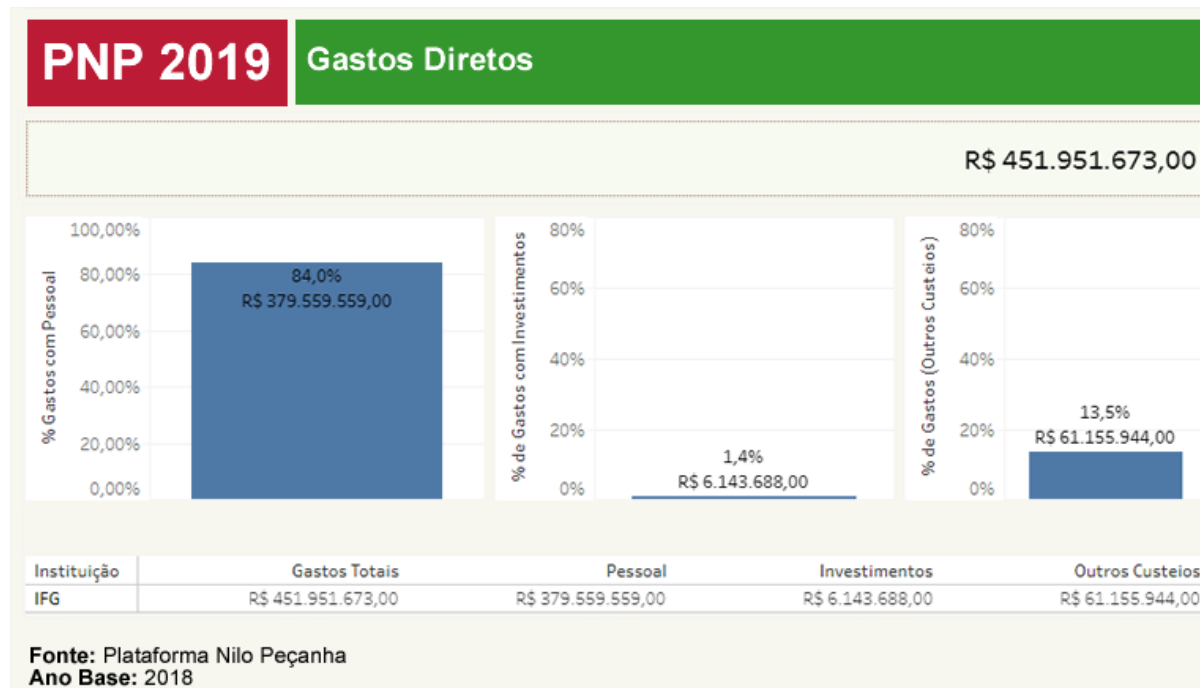 PNP 2019
Gastos Diretos
R$ 451.951.673,00
% Gastos com Pessoal
100,00%
80,00%
60,00%
40,00%
20,00%
0,00%
84,0%
R$ 379.559.559,00
% de Gastos com Investimentos
80%
60%
40%
20%
0%
1,4%
R$ 6.143.688,00
% de Gastos (Outros Custeios)
80%
60%
40%
20%
0%
13,5%
R$ 61.155.944,00
Instituição Gastos Totais Pessoal Investimentos Outros Custeios
IFG R$ 451.951.673,00 R$ 379.559.559,00 R$ 6.143.688,00 R$ 61.155.944,00
Fonte: Plataforma Nilo Peçanha
Ano Base: 2018